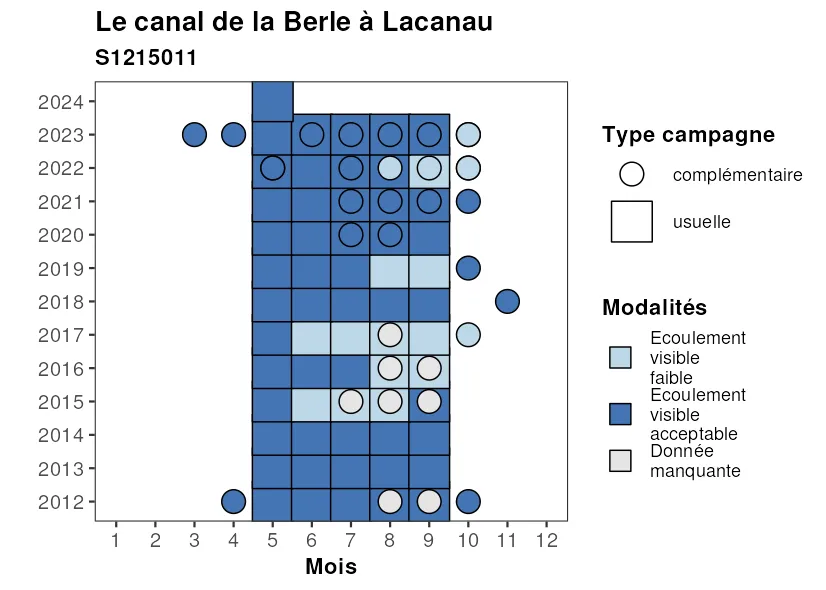 Le canal de la Berle à Lacanau
S1215011
2024
2023
2022
2021
2020
2019
2018
2017
2016
2015
2014
2013
2012
1 2 3 4 5 6 7 8 9 10 11 12
Mois
Type campagne
complémentaire
usuelle
Modalités
Ecoulement
visible
faible
Ecoulement
visible
acceptable
Donnée
manquante